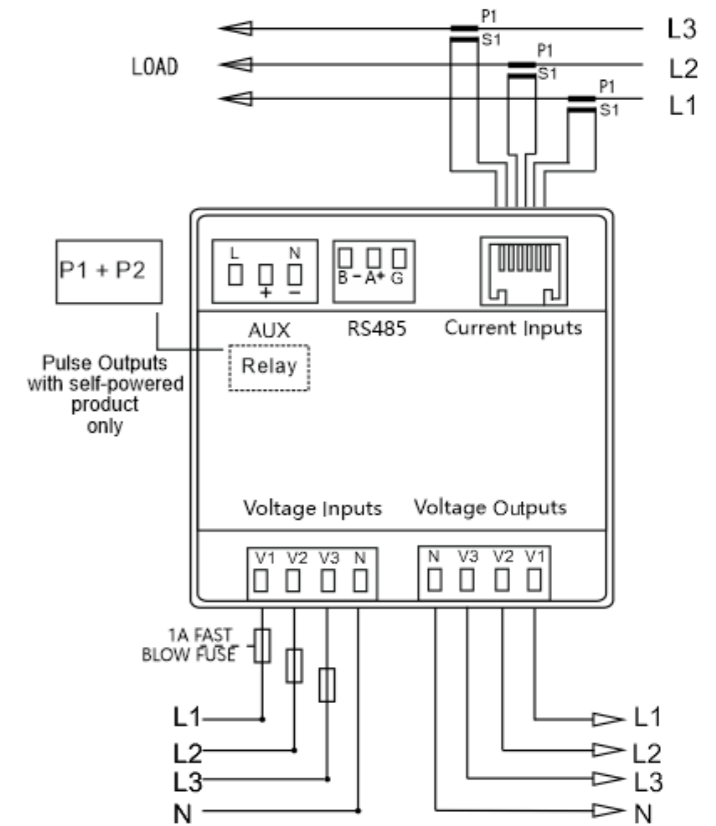 P1
L3
S1
P1
LOAD
L2
S1
P1
L1
S1
P1 + P2
L N
+ −
B - A+ G
AUX
RS485
Current Inputs
Relay
Pulse Outputs
with self-powered
product
only
Voltage Inputs
Voltage Outputs
V1 V2 V3 N
N V3 V2 V1
1A FAST
BLOW FUSE
L1
L1
L2
L2
L3
L3
N
N